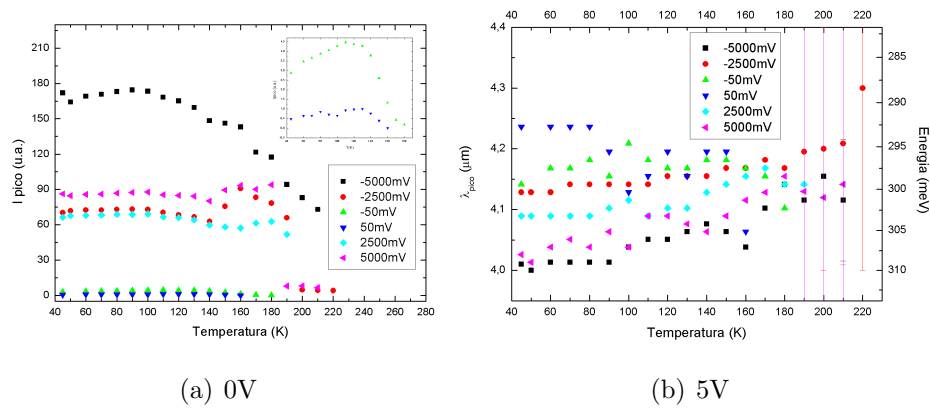 I pico (u.a.)
210
180
150
120
90
60
30
0
40 60 80 100 120 140 160 180 200 220 240 260 280
Temperatura (K)
Ipico (u.a.)
T(K)
-5000mV
-2500mV
-50mV
50mV
2500mV
5000mV
(a) 0V
40 60 80 100 120 140 160 180 200 220
4,4
4,3
4,2
4,1
4,0
λpico (μm)
40 60 80 100 120 140 160 180 200 220
Temperatura (K)
285
290
295
300
305
310
Energia (meV)
-5000mV
-2500mV
-50mV
50mV
2500mV
5000mV
(b) 5V